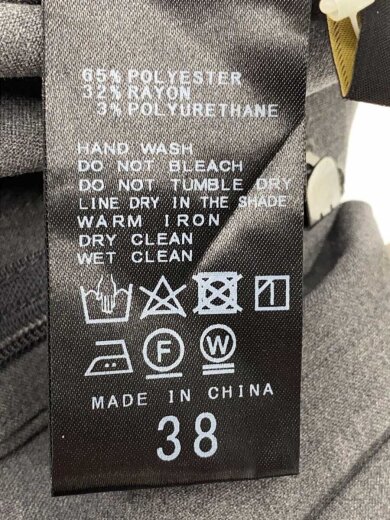 65% POLYESTER
32% RAYON
3% POLYURETHANE
HAND WASH
DO NOT BLEACH
DO NOT TUMBLE DRY
LINE DRY IN THE SHADE
WARM IRON
DRY CLEAN
WET CLEAN
F W
MADE IN CHINA
38